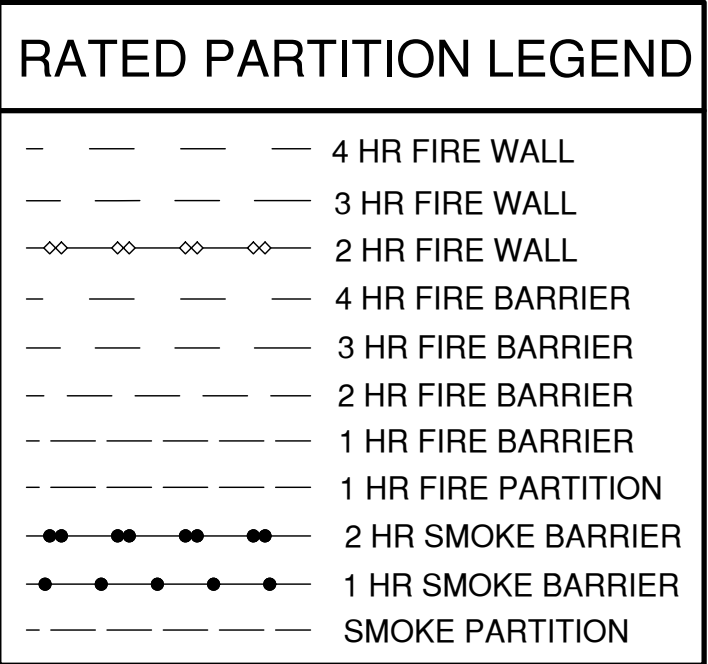 RATED PARTITION LEGEND
4 HR FIRE WALL
3 HR FIRE WALL
2 HR FIRE WALL
4 HR FIRE BARRIER
3 HR FIRE BARRIER
2 HR FIRE BARRIER
1 HR FIRE BARRIER
1 HR FIRE PARTITION
2 HR SMOKE BARRIER
1 HR SMOKE BARRIER
SMOKE PARTITION